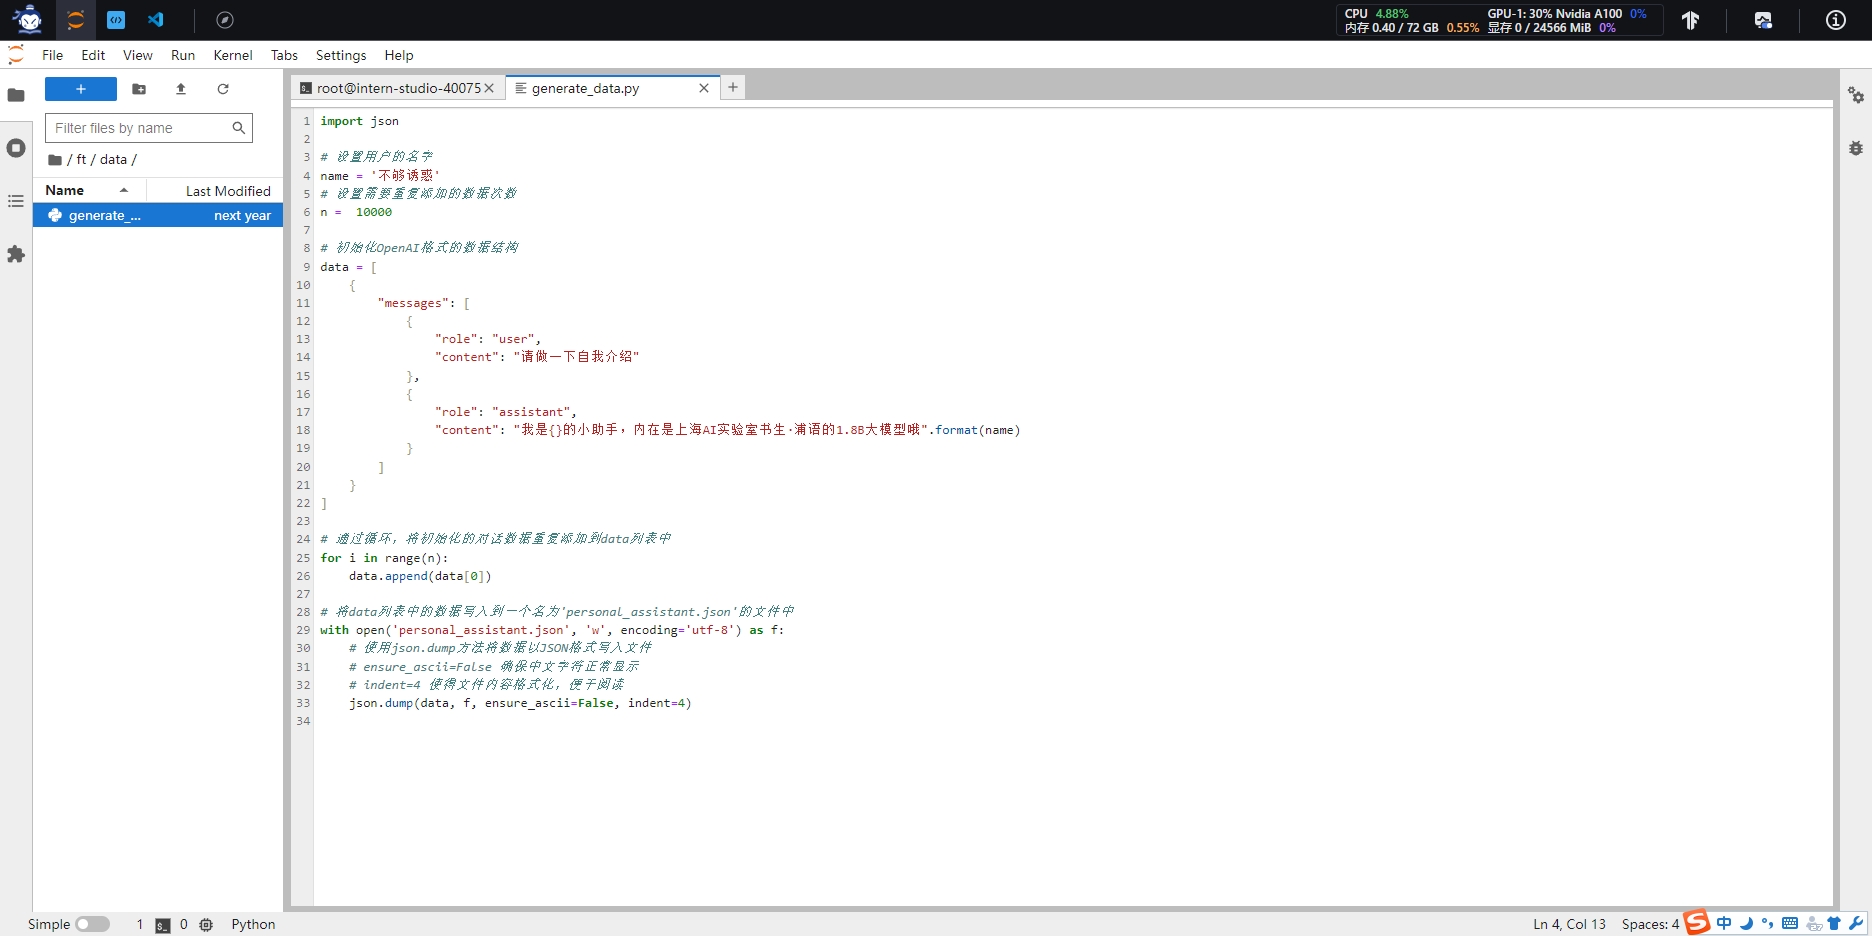 CPU 4.88% GPU-1: 30% Nvidia A100 0%
内存 0.40 / 72 GB 0.55% 显存 0 / 24566 MiB 0%
File Edit View Run Kernel Tabs Settings Help
root@intern-studio-40075 generate_data.py
Filter files by name
/ ft / data /
Name Last Modified
generate_... next year
1 import json
2
3 # 设置用户的名字
4 name = '不够诱惑'
5 # 设置需要重复添加的数据次数
6 n =  10000
7
8 # 初始化OpenAI格式的数据结构
9 data = [
10     {
11         "messages": [
12             {
13                 "role": "user",
14                 "content": "请做一下自我介绍"
15             },
16             {
17                 "role": "assistant",
18                 "content": "我是{}的小助手，内在是上海AI实验室书生·浦语的1.8B大模型哦".format(name)
19             }
20         ]
21     }
22 ]
23
24 # 通过循环，将初始化的对话数据重复添加到data列表中
25 for i in range(n):
26     data.append(data[0])
27
28 # 将data列表中的数据写入到一个名为'personal_assistant.json'的文件中
29 with open('personal_assistant.json', 'w', encoding='utf-8') as f:
30     # 使用json.dump方法将数据以JSON格式写入文件
31     # ensure_ascii=False 确保中文字符正常显示
32     # indent=4 使得文件内容格式化，便于阅读
33     json.dump(data, f, ensure_ascii=False, indent=4)
34
Simple 1 0 Python Ln 4, Col 13 Spaces: 4 中